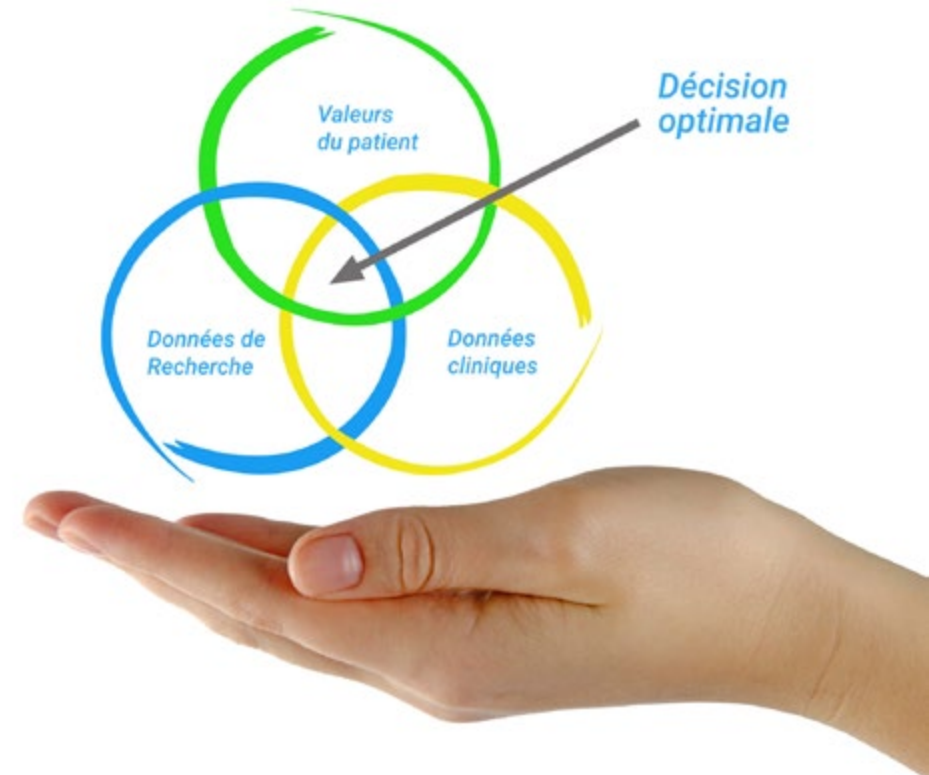 Valeurs
du patient
Décision
optimale
Données de
Recherche
Données
cliniques